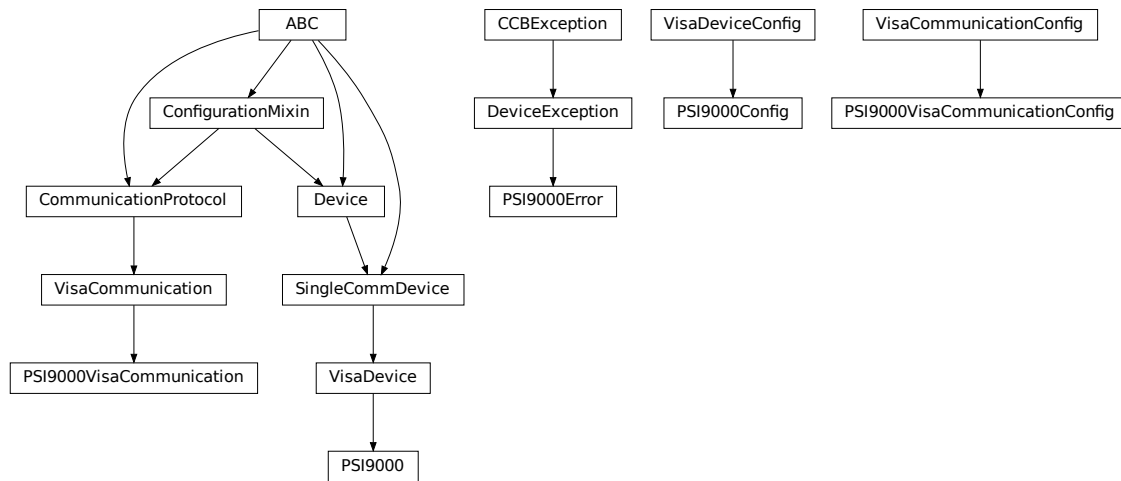 ABC
CCBException
VisaDeviceConfig
VisaCommunicationConfig
ConfigurationMixin
DeviceException
PSI9000Config
PSI9000VisaCommunicationConfig
CommunicationProtocol
Device
PSI9000Error
VisaCommunication
SingleCommDevice
PSI9000VisaCommunication
VisaDevice
PSI9000